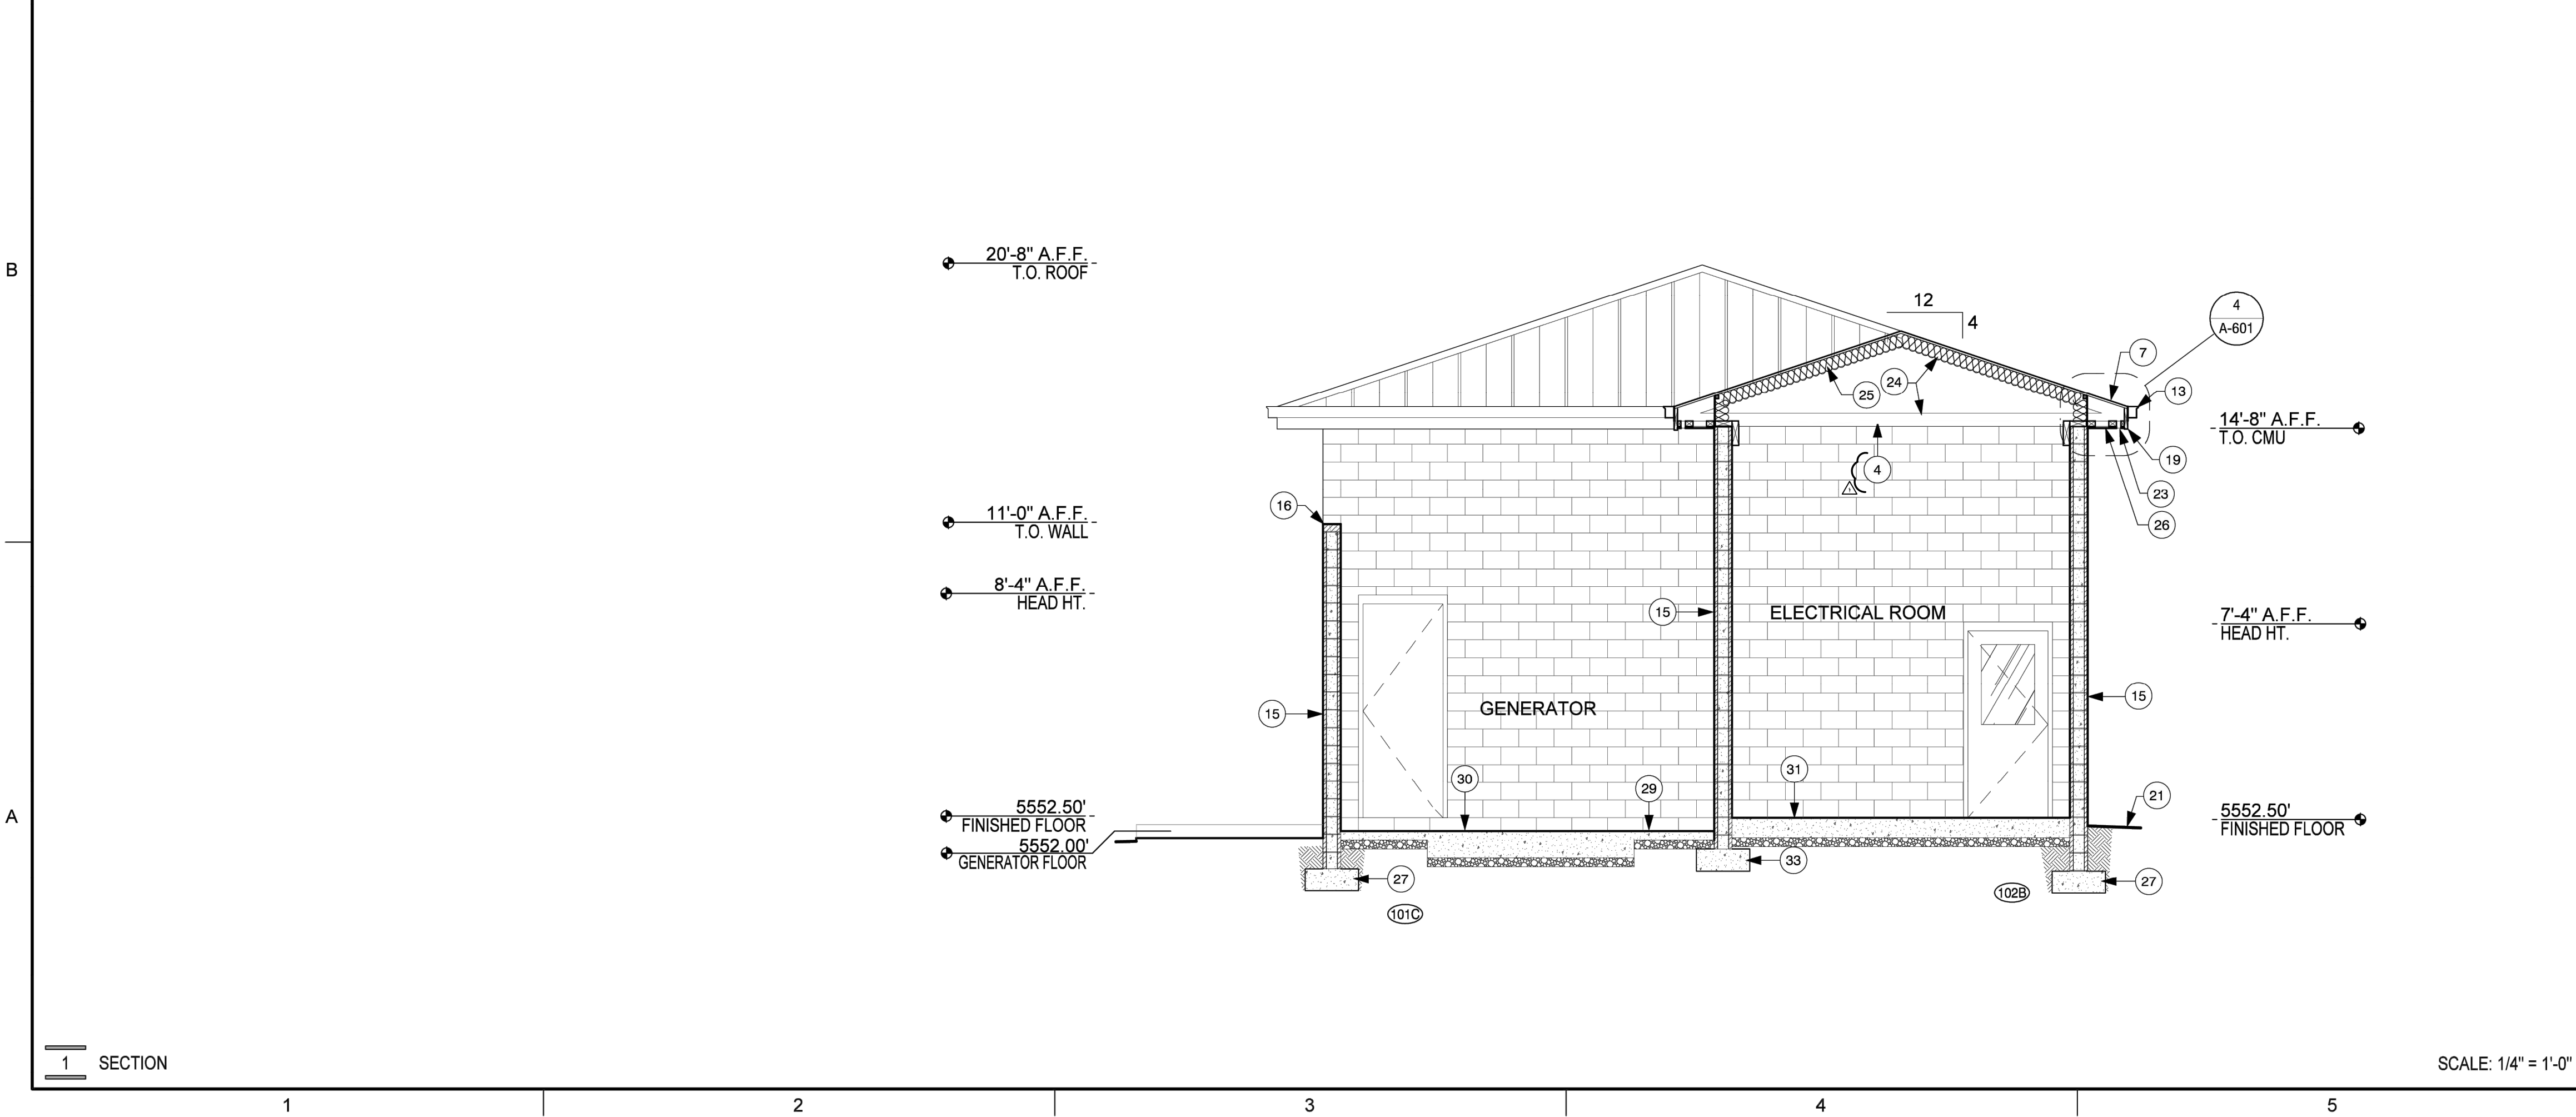 B
A
20'-8" A.F.F.
T.O. ROOF
11'-0" A.F.F.
T.O. WALL
8'-4" A.F.F.
HEAD HT.
5552.50'
FINISHED FLOOR
5552.00'
GENERATOR FLOOR
12
4
4
A-601
7
13
25
24
14'-8" A.F.F.
T.O. CMU
4
19
23
26
16
15
ELECTRICAL ROOM
7'-4" A.F.F.
HEAD HT.
15
GENERATOR
15
30
29
31
21
5552.50'
FINISHED FLOOR
27
33
27
101C
102B
1 SECTION
SCALE: 1/4" = 1'-0"
1 2 3 4 5